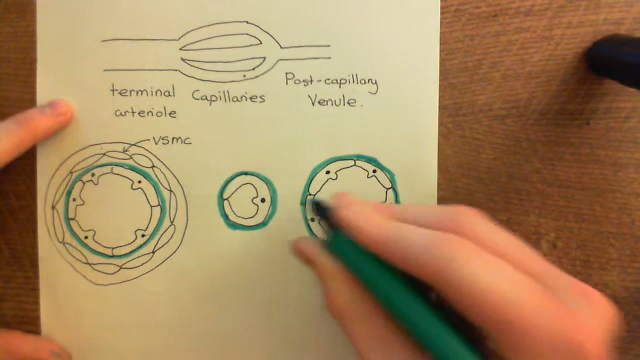 terminal
arteriole
Capillaries
Post-capillary
Venule.
VSMC